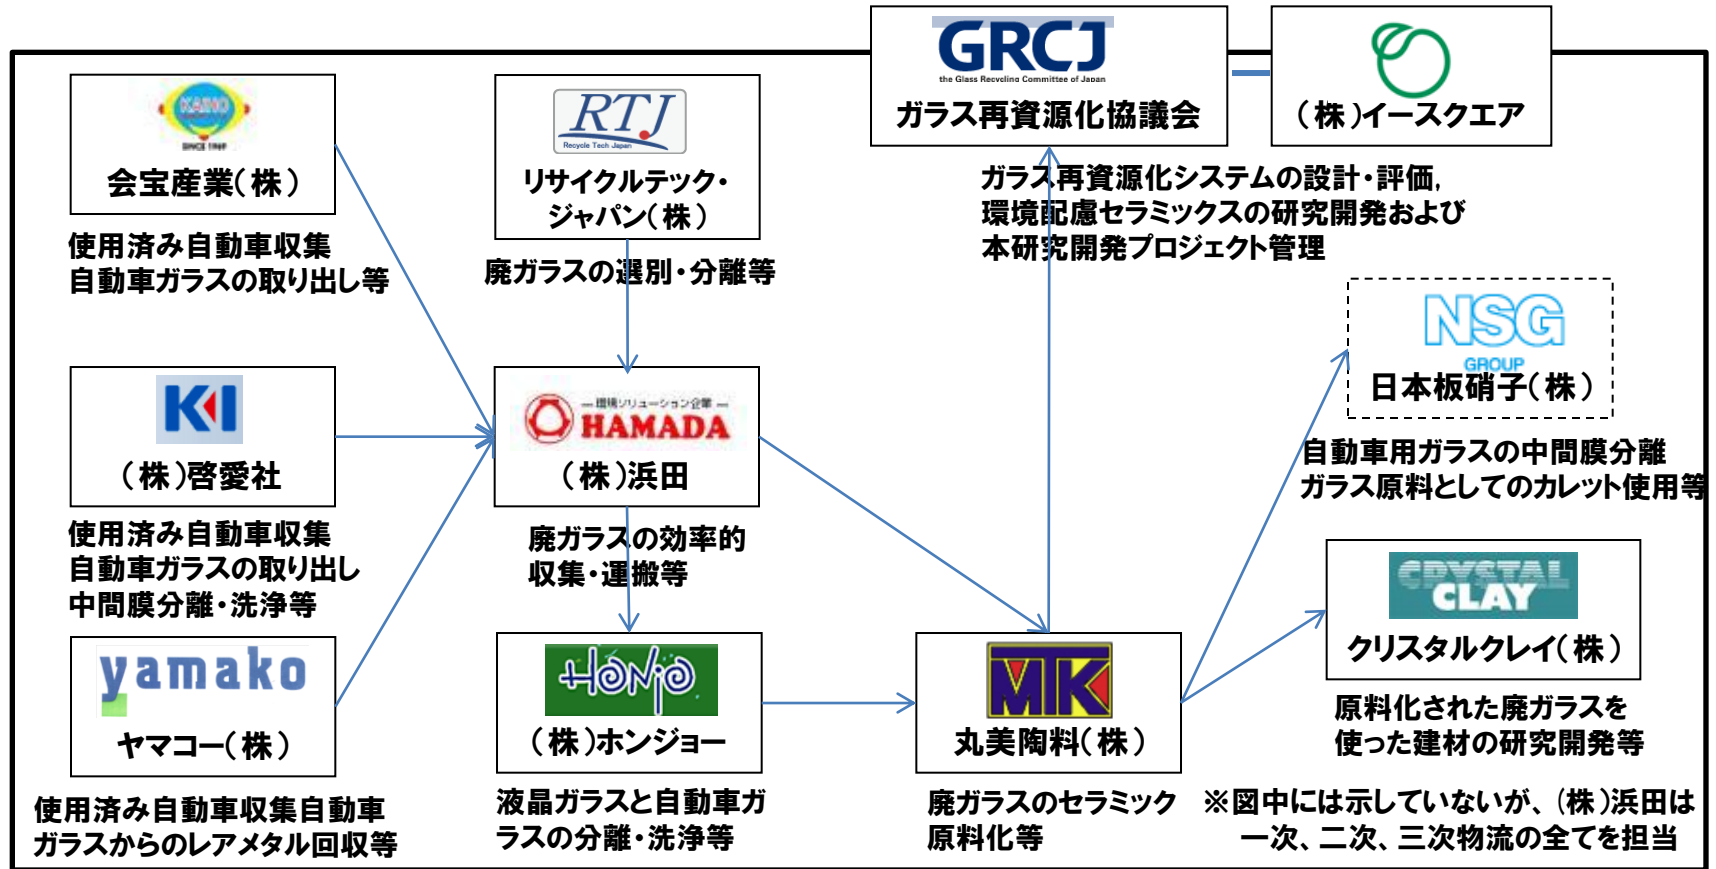 GRCJ
the Glass Recycling Committee of Japan
ガラス再資源化協議会
(株)イースクエア
ガラス再資源化システムの設計・評価,
環境配慮セラミックスの研究開発および
本研究開発プロジェクト管理
KAIHO
SINCE 1969
会宝産業(株)
使用済み自動車収集
自動車ガラスの取り出し等
RTJ
Recycle Tech Japan
リサイクルテック・
ジャパン(株)
廃ガラスの選別・分離等
KI
(株)啓愛社
使用済み自動車収集
自動車ガラスの取り出し
中間膜分離・洗浄等
― 環境ソリューション企業 ―
HAMADA
(株)浜田
廃ガラスの効率的
収集・運搬等
NSG
GROUP
日本板硝子(株)
自動車用ガラスの中間膜分離
ガラス原料としてのカレット使用等
CRYSTAL
CLAY
クリスタルクレイ(株)
原料化された廃ガラスを
使った建材の研究開発等
yamako
ヤマコー(株)
使用済み自動車収集自動車
ガラスからのレアメタル回収等
HONJO
(株)ホンジョー
液晶ガラスと自動車ガ
ラスの分離・洗浄等
MTK
丸美陶料(株)
廃ガラスのセラミック
原料化等
※図中には示していないが、(株)浜田は
一次、二次、三次物流の全てを担当